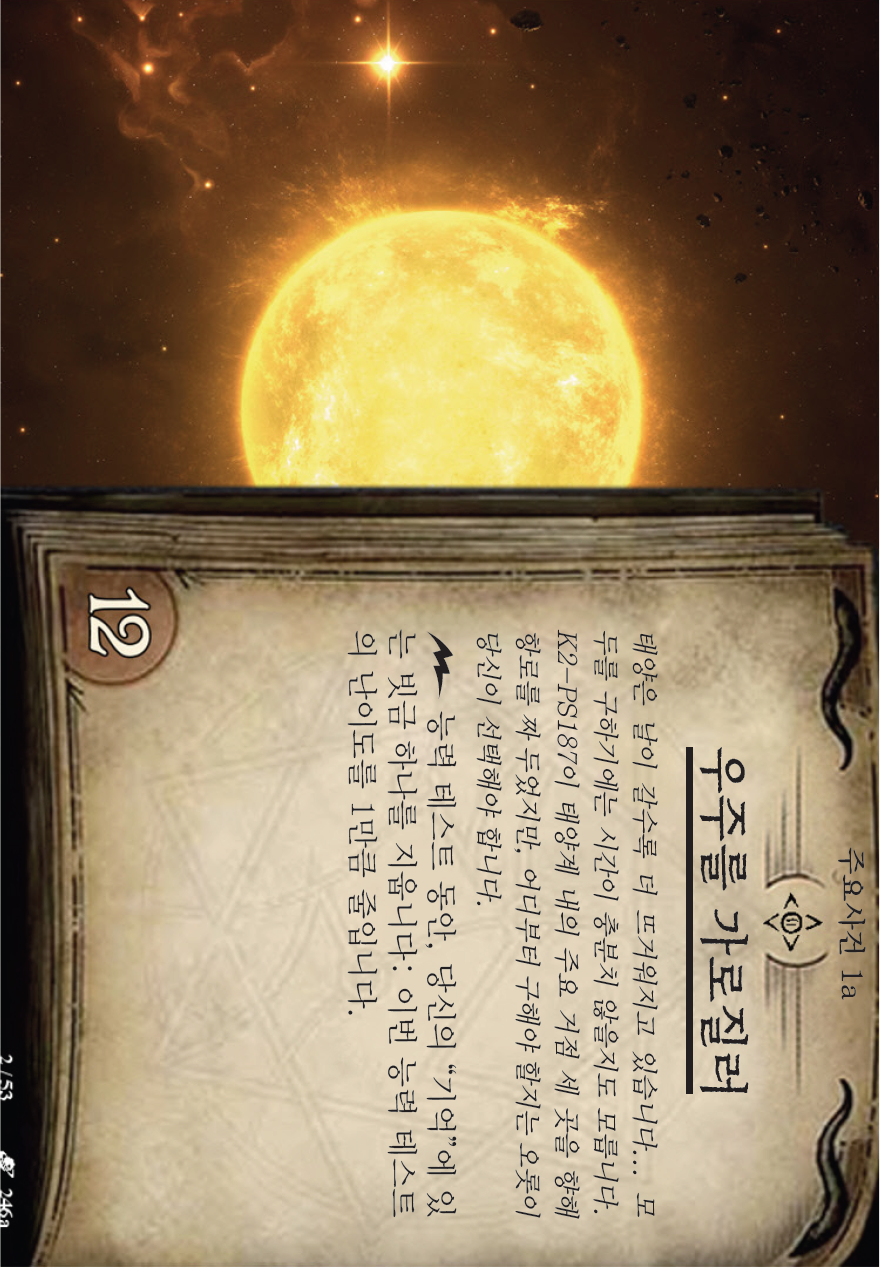 주요사건 1a
우주를 가로질러
태양은 날이 갈수록 더 뜨거워지고 있습니다... 모
두를 구하기에는 시간이 충분치 않을지도 모릅니다.
K2-PS187이 태양계 내의 주요 거점 세 곳을 향해
항로를 짜 두었지만, 어디부터 구해야 할지는 오롯이
당신이 선택해야 합니다.
능력 테스트 동안, 당신의 “기억”에 있
는 빗금 하나를 지웁니다: 이번 능력 테스트
의 난이도를 1만큼 줄입니다.
12
2/53
246a